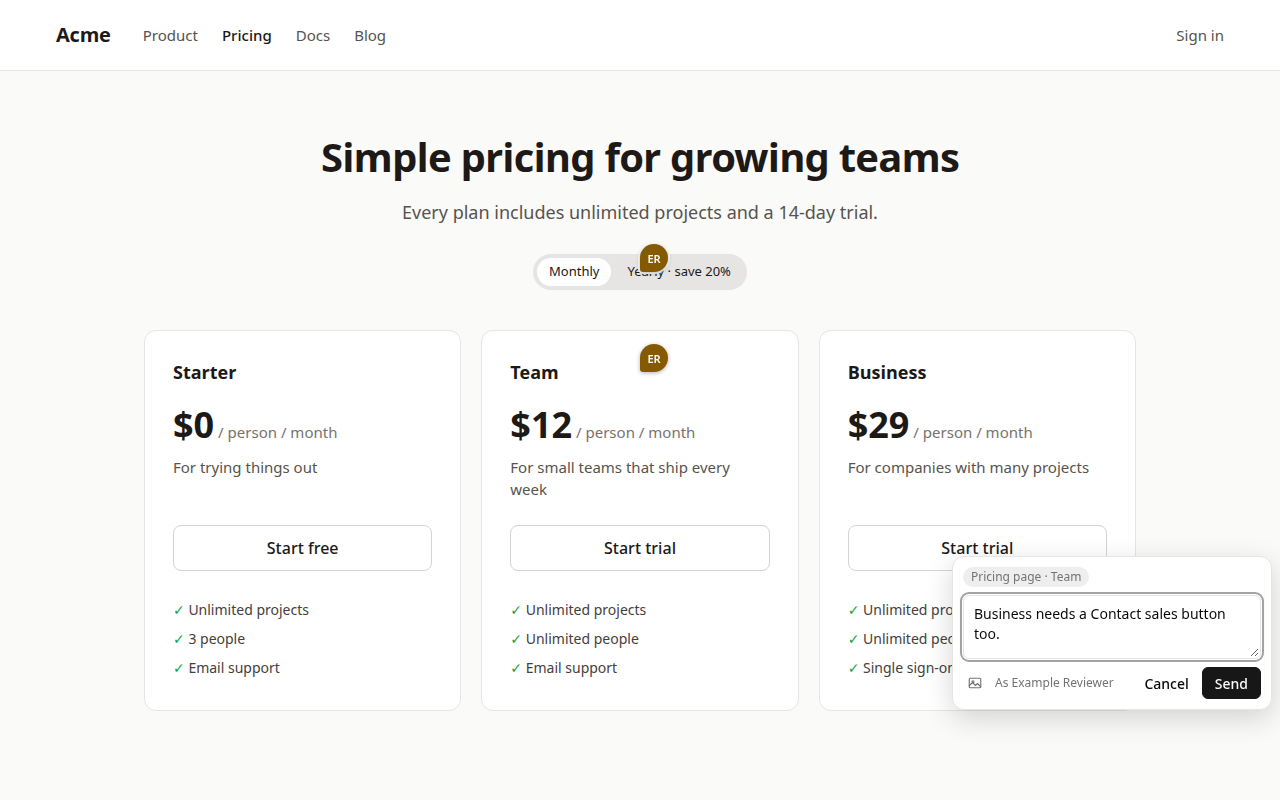 Acme Product Pricing Docs Blog Sign in
Simple pricing for growing teams
Every plan includes unlimited projects and a 14-day trial.
ER
Monthly · save 20%
ER
Starter
$0 / person / month
For trying things out
Start free
✓ Unlimited projects
✓ 3 people
✓ Email support
Team
$12 / person / month
For small teams that ship every
week
Start trial
✓ Unlimited projects
✓ Unlimited people
✓ Email support
Business
$29 / person / month
For companies with many projects
Start trial
✓ Unlimited
✓ Unlimited
✓ Single
Pricing page · Team
Business needs a Contact sales button
too.
As Example Reviewer Cancel Send